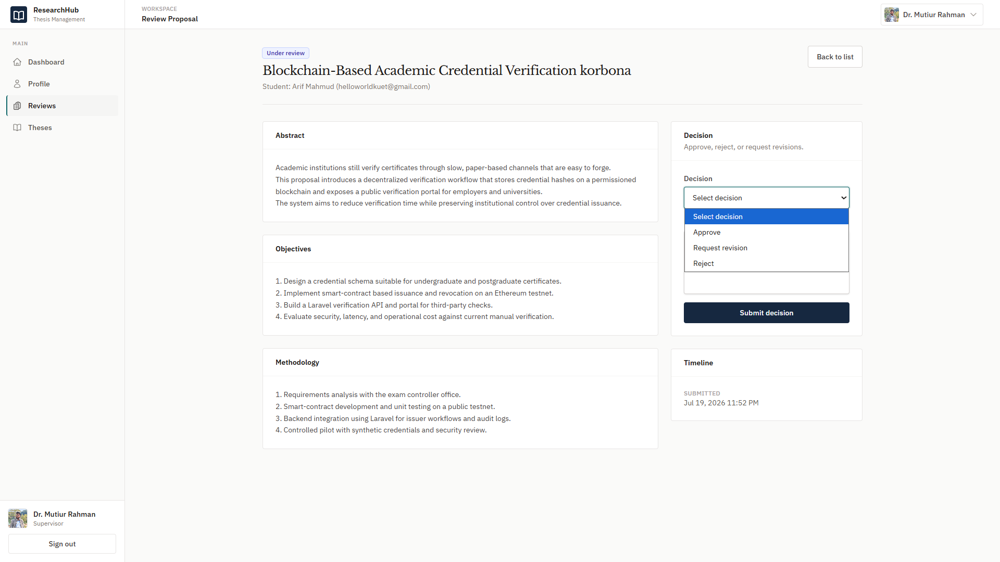 ResearchHub
Thesis Management
WORKSPACE
Review Proposal
Dr. Mutiur Rahman
MAIN
Dashboard
Profile
Reviews
Theses
Under review
Blockchain-Based Academic Credential Verification korbona
Student: Arif Mahmud (helloworldkuet@gmail.com)
Back to list
Abstract
Academic institutions still verify certificates through slow, paper-based channels that are easy to forge.
This proposal introduces a decentralized verification workflow that stores credential hashes on a permissioned
blockchain and exposes a public verification portal for employers and universities.
The system aims to reduce verification time while preserving institutional control over credential issuance.
Objectives
1. Design a credential schema suitable for undergraduate and postgraduate certificates.
2. Implement smart-contract based issuance and revocation on an Ethereum testnet.
3. Build a Laravel verification API and portal for third-party checks.
4. Evaluate security, latency, and operational cost against current manual verification.
Methodology
1. Requirements analysis with the exam controller office.
2. Smart-contract development and unit testing on a public testnet.
3. Backend integration using Laravel for issuer workflows and audit logs.
4. Controlled pilot with synthetic credentials and security review.
Decision
Approve, reject, or request revisions.
Decision
Select decision
Select decision
Approve
Request revision
Reject
Submit decision
Timeline
SUBMITTED
Jul 19, 2026 11:52 PM
Dr. Mutiur Rahman
Supervisor
Sign out